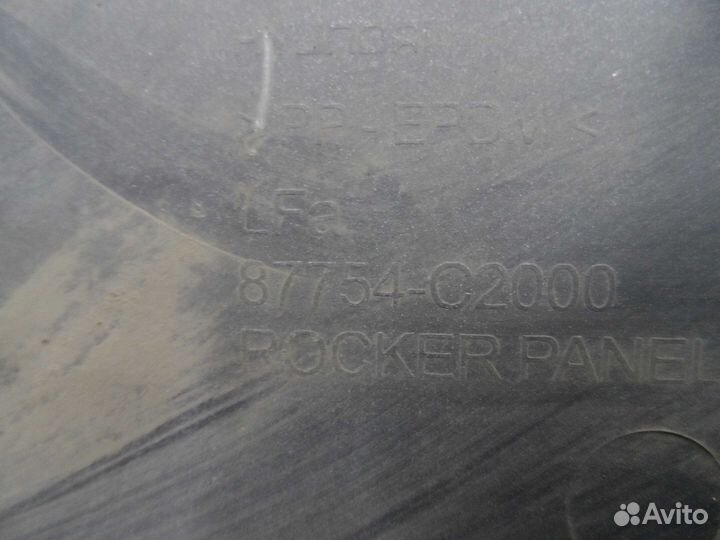 >PP-EPDM<
LFa
87754-C2000
ROCKER PANEL
Avito